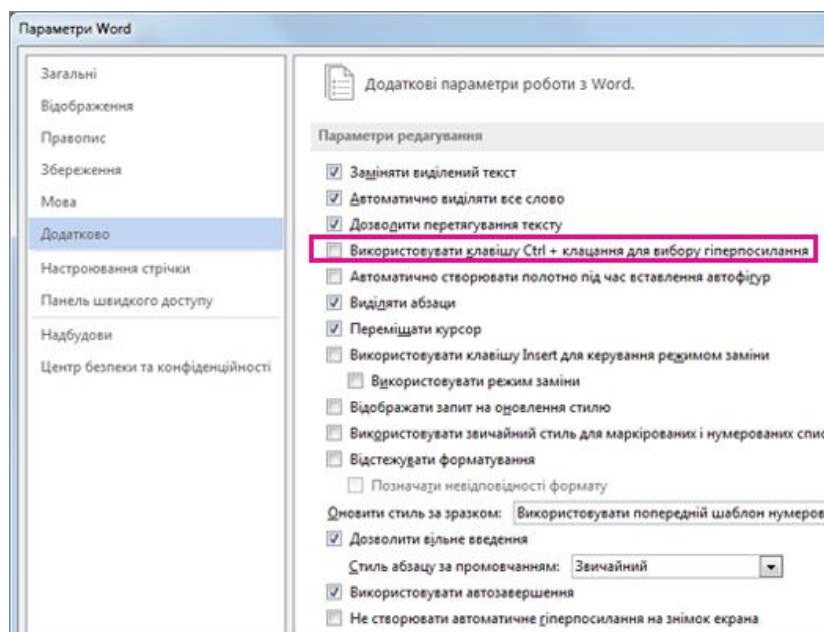 Параметри Word
Загальні
Відображення
Правопис
Збереження
Мова
Додатково
Настроювання стрічки
Панель швидкого доступу
Надбудови
Центр безпеки та конфіденційності
Додаткові параметри роботи з Word.
Параметри редагування
Заміняти виділений текст
Автоматично виділяти все слово
Дозволити перетягування тексту
Використовувати клавішу Ctrl + клацання для вибору гіперпосилання
Автоматично створювати полотно під час вставлення автофігур
Виділяти абзаци
Переміщати курсор
Використовувати клавішу Insert для керування режимом заміни
Використовувати режим заміни
Відображати запит на оновлення стилю
Використовувати звичайний стиль для маркірованих і нумерованих спис
Відстежувати форматування
Позначати невідповідності формату
Оновити стиль за зразком: Використовувати попередній шаблон нумеров
Дозволити вільне введення
Стиль абзацу за промовчанням: Звичайний
Використовувати автозавершення
Не створювати автоматичне гіперпосилання на знімок екрана